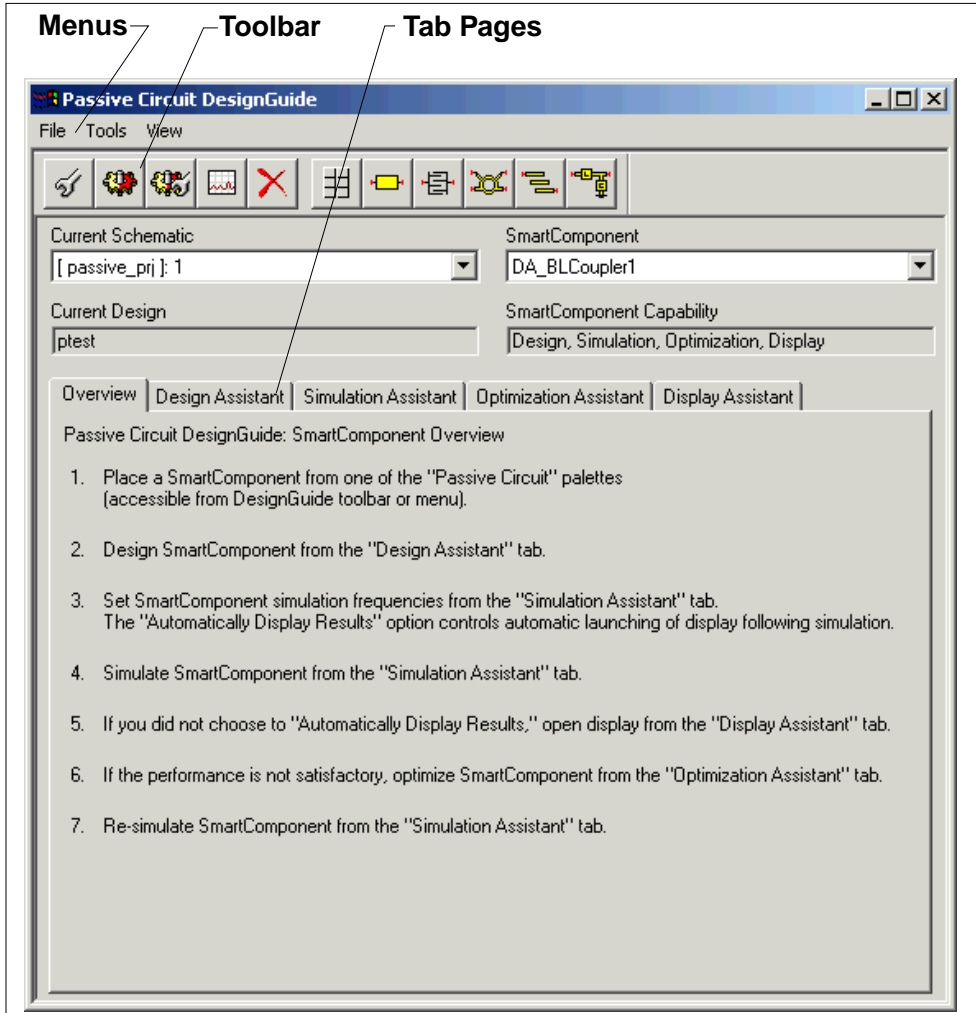 Menus Toolbar Tab Pages
Passive Circuit DesignGuide
File Tools View
Current Schematic SmartComponent
[ passive_prj ]: 1 DA_BLCoupler1
Current Design SmartComponent Capability
ptest Design, Simulation, Optimization, Display
Overview Design Assistant Simulation Assistant Optimization Assistant Display Assistant
Passive Circuit DesignGuide: SmartComponent Overview
1. Place a SmartComponent from one of the "Passive Circuit" palettes
(accessible from DesignGuide toolbar or menu).
2. Design SmartComponent from the "Design Assistant" tab.
3. Set SmartComponent simulation frequencies from the "Simulation Assistant" tab.
The "Automatically Display Results" option controls automatic launching of display following simulation.
4. Simulate SmartComponent from the "Simulation Assistant" tab.
5. If you did not choose to "Automatically Display Results," open display from the "Display Assistant" tab.
6. If the performance is not satisfactory, optimize SmartComponent from the "Optimization Assistant" tab.
7. Re-simulate SmartComponent from the "Simulation Assistant" tab.